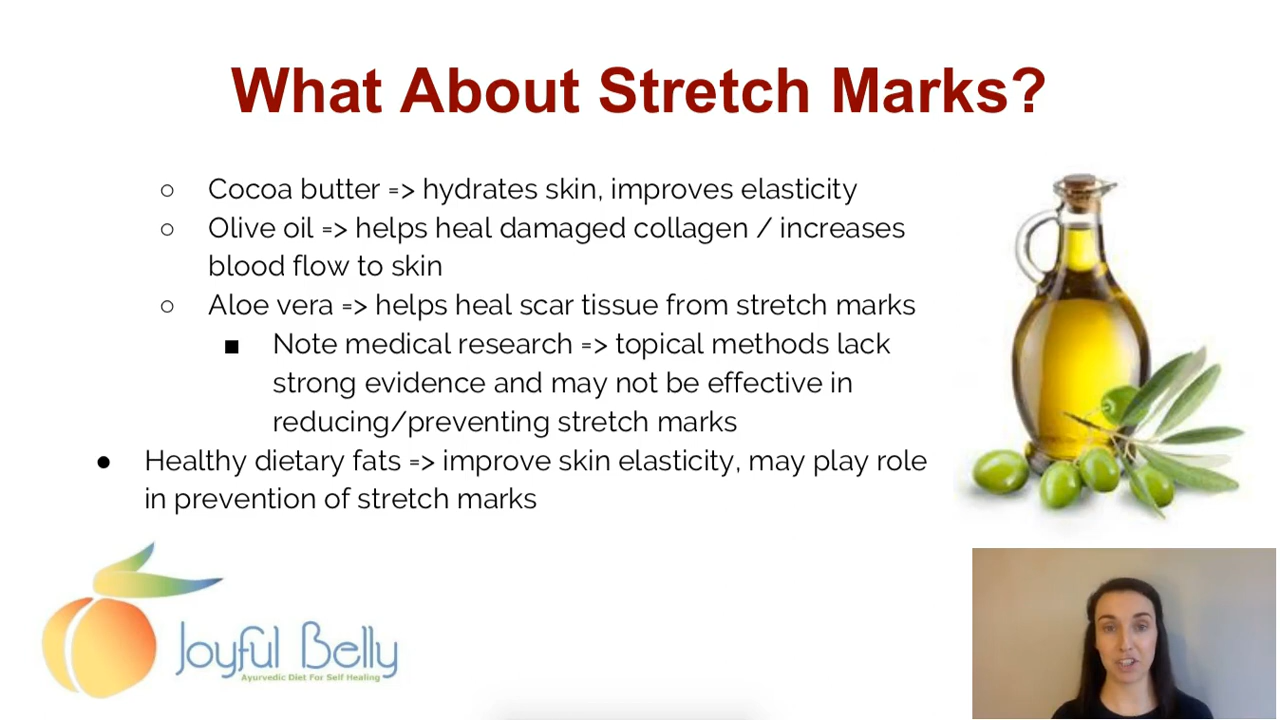 What About Stretch Marks?
○ Cocoa butter => hydrates skin, improves elasticity
○ Olive oil => helps heal damaged collagen / increases
blood flow to skin
○ Aloe vera => helps heal scar tissue from stretch marks
■ Note medical research => topical methods lack
strong evidence and may not be effective in
reducing/preventing stretch marks
● Healthy dietary fats => improve skin elasticity, may play role
in prevention of stretch marks
Joyful Belly
Ayurvedic Diet For Self Healing